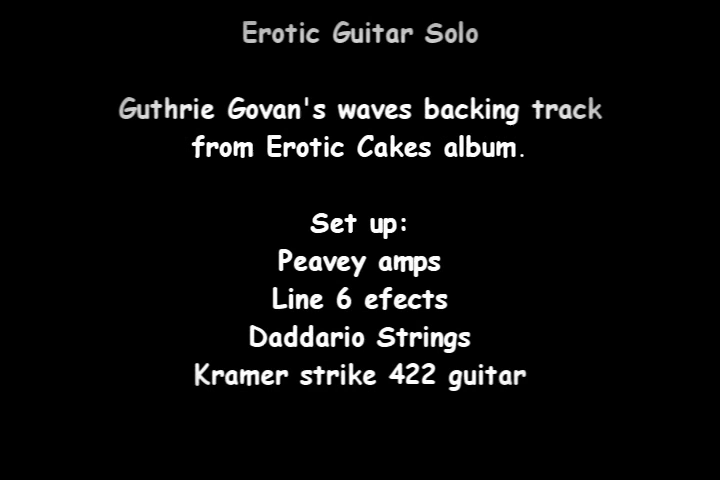 Erotic Guitar Solo
Guthrie Govan's waves backing track
from Erotic Cakes album.
Set up:
Peavey amps
Line 6 efects
Daddario Strings
Kramer strike 422 guitar